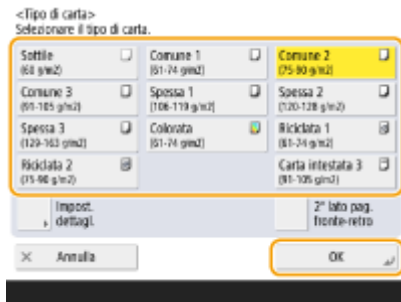 <Tipo di carta>
Selezionare il tipo di carta.
Sottile
(60 g/m2)
Comune 1
(61-74 g/m2)
Comune 2
(75-90 g/m2)
Comune 3
(91-105 g/m2)
Spessa 1
(106-119 g/m2)
Spessa 2
(120-128 g/m2)
Spessa 3
(129-163 g/m2)
Colorata
(61-74 g/m2)
Riciclata 1
(61-74 g/m2)
Riciclata 2
(75-90 g/m2)
Carta intestata 3
(91-105 g/m2)
Impost.
dettagl.
2° lato pag.
fronte-retro
× Annulla
OK